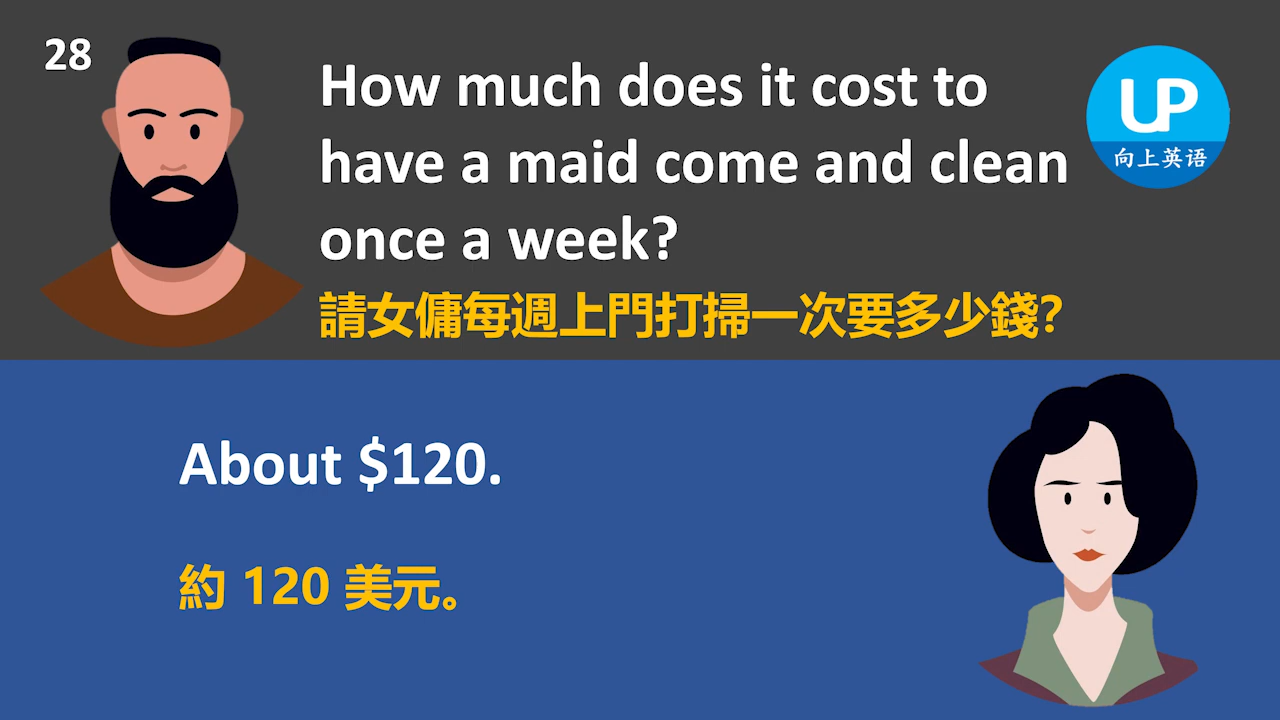 28
How much does it cost to
have a maid come and clean
once a week?
請女傭每週上門打掃一次要多少錢?
UP
向上英语
About $120.
約 120 美元。